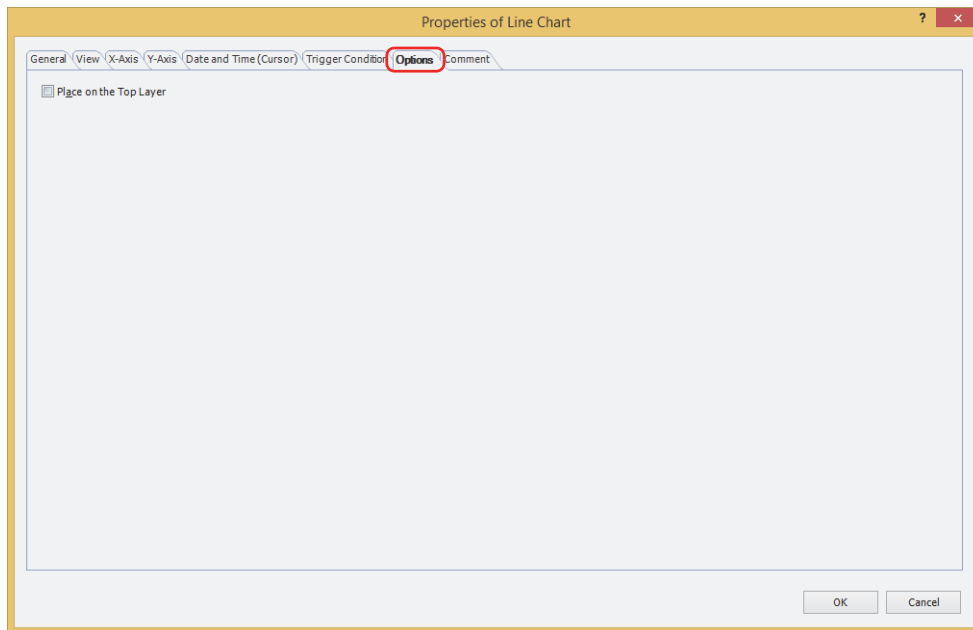 Properties of Line Chart
?
General View X-Axis Y-Axis Date and Time (Cursor) Trigger Condition Options Comment
Place on the Top Layer
OK Cancel